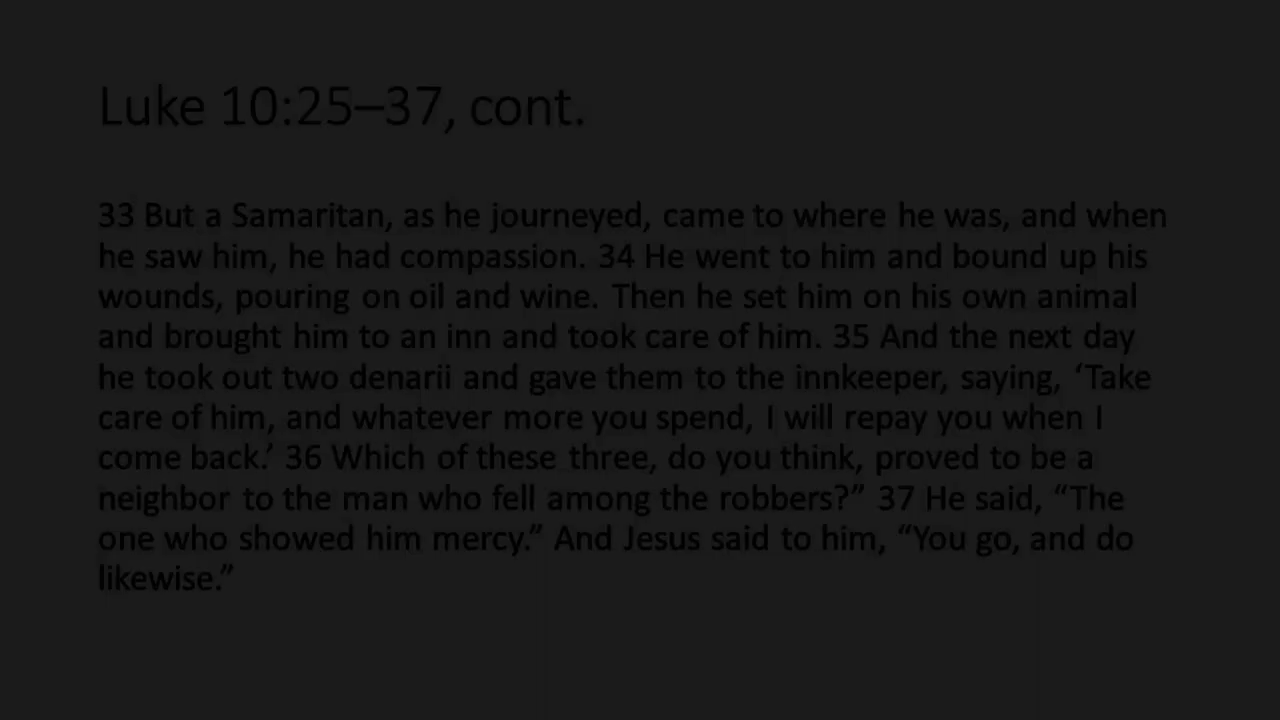 Luke 10:25–37, cont.
33 But a Samaritan, as he journeyed, came to where he was, and when
he saw him, he had compassion. 34 He went to him and bound up his
wounds, pouring on oil and wine. Then he set him on his own animal
and brought him to an inn and took care of him. 35 And the next day
he took out two denarii and gave them to the innkeeper, saying, ‘Take
care of him, and whatever more you spend, I will repay you when I
come back.’ 36 Which of these three, do you think, proved to be a
neighbor to the man who fell among the robbers?” 37 He said, “The
one who showed him mercy.” And Jesus said to him, “You go, and do
likewise.”